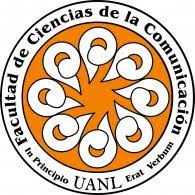 Facultad de Ciencias de la Comunicación
In Principio UANL Erat Verbum